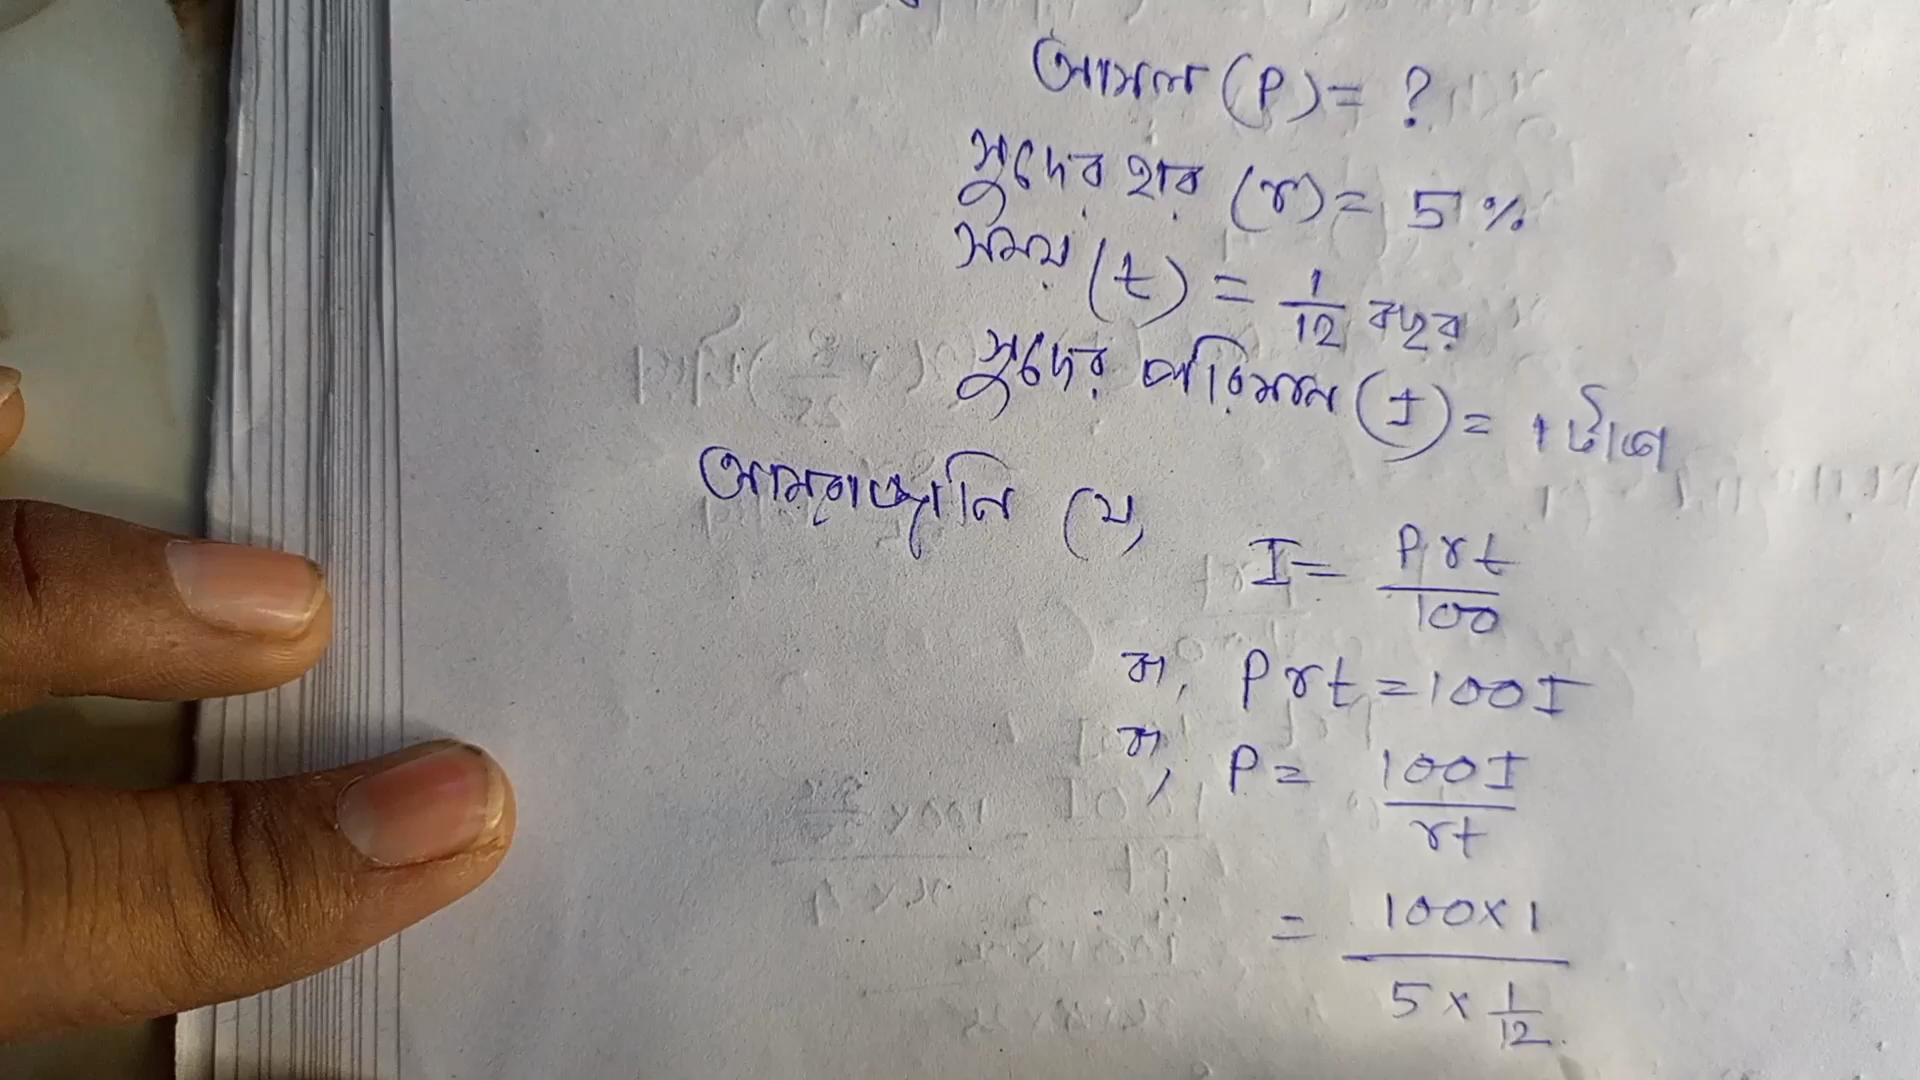 আসল (P) = ?
সুদের হার (r) = 5 %
সময় (t) = 1/12 বছর
সুদের পরিমান (I) = 1 টাকা
আমরা জানি যে,
I = Prt/100
বা, Prt = 100I
বা, P = 100I/rt
= 100×1/5×1/12